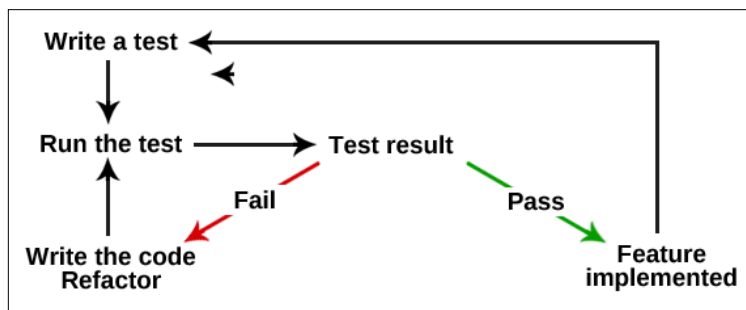 Write a test
Run the test
Test result
Fail
Pass
Write the code
Refactor
Feature
implemented